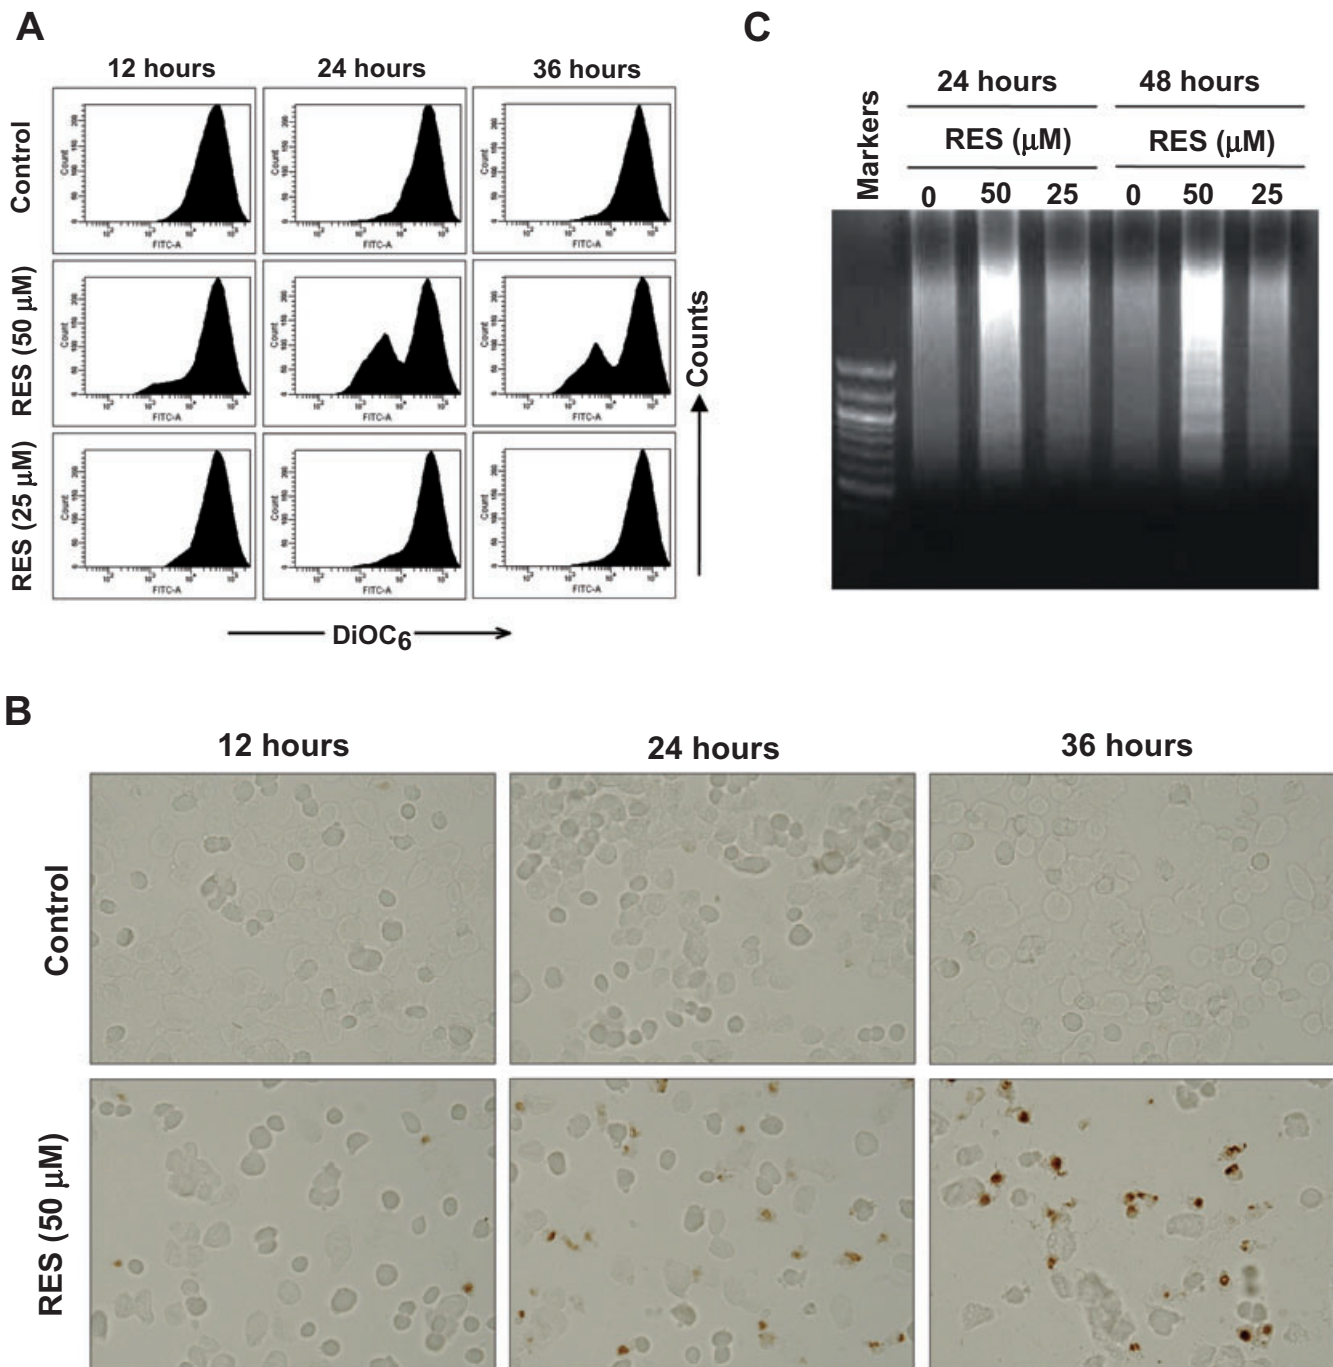 A
12 hours
24 hours
36 hours
Control
RES (50 μM)
RES (25 μM)
Count
FITC-A
Counts
DiOC6
C
Markers
24 hours
48 hours
RES (μM)
RES (μM)
0
50
25
0
50
25
B
12 hours
24 hours
36 hours
Control
RES (50 μM)